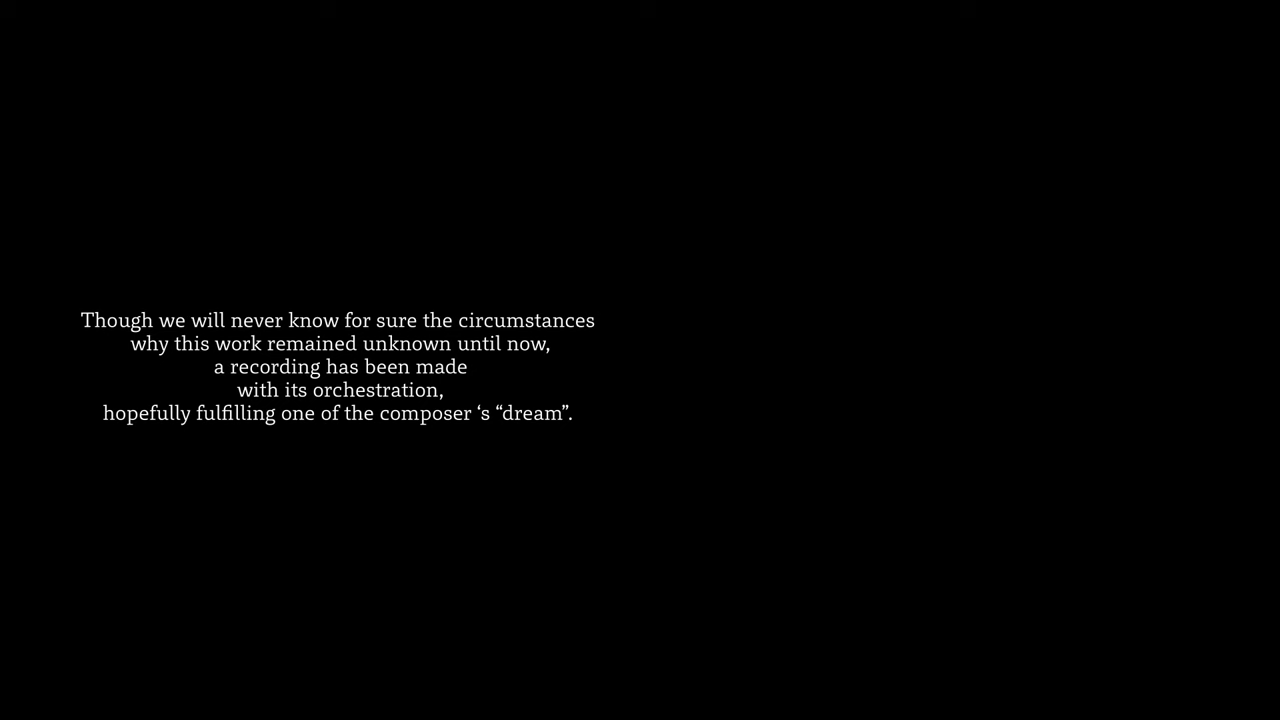 Though we will never know for sure the circumstances
why this work remained unknown until now,
a recording has been made
with its orchestration,
hopefully fulfilling one of the composer ‘s “dream”.